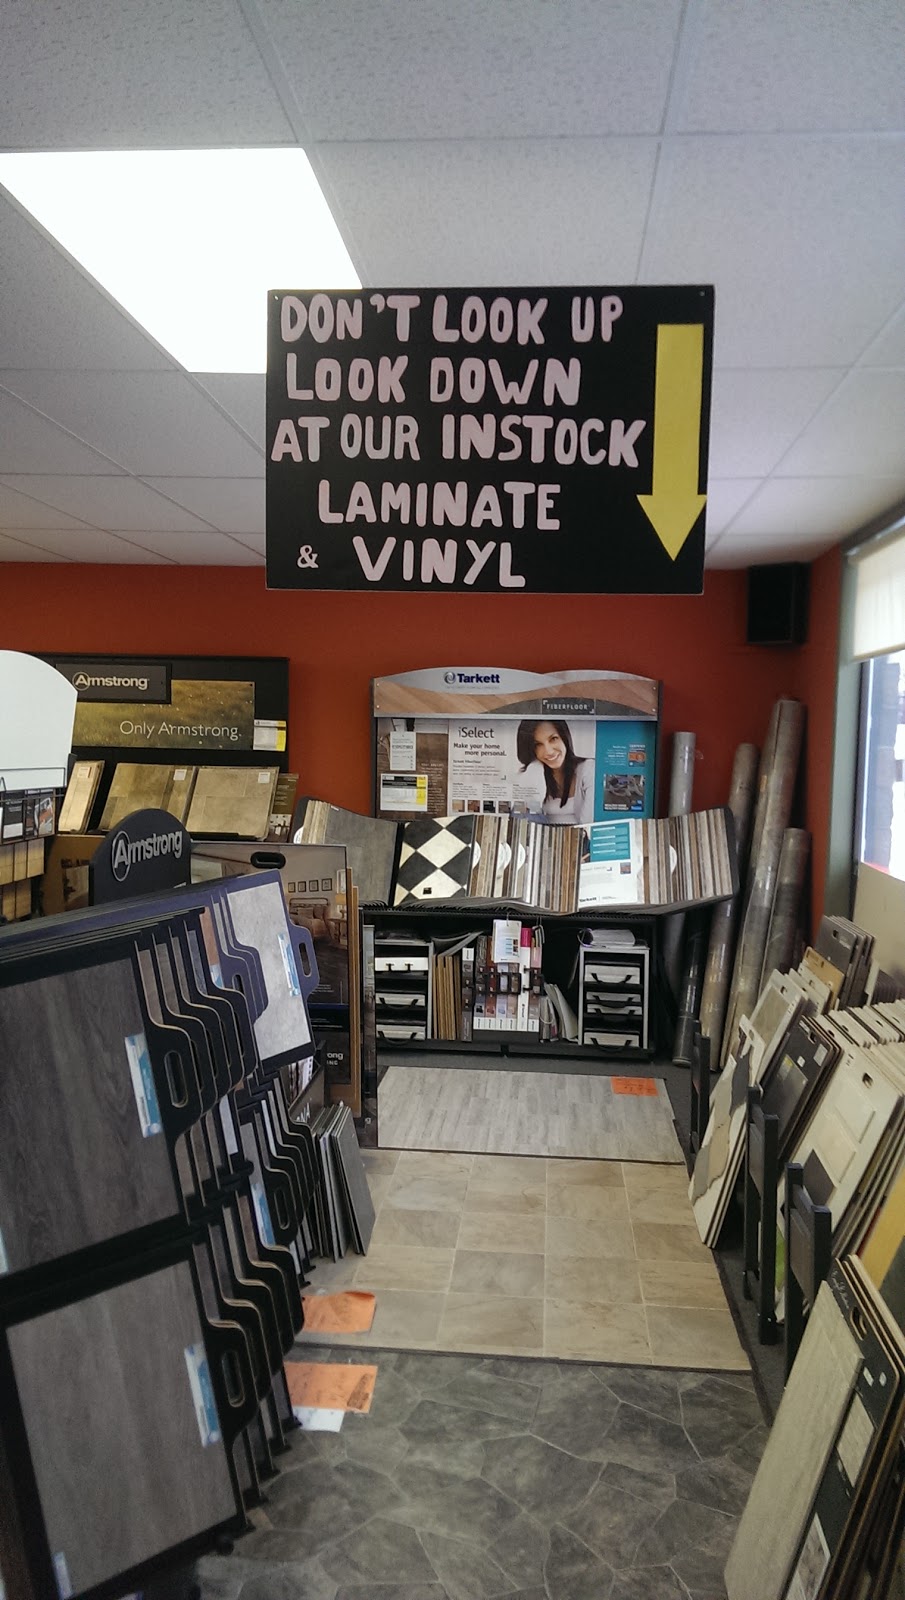 DON'T LOOK UP
LOOK DOWN
AT OUR INSTOCK
LAMINATE
& VINYL
Armstrong
Only Armstrong.
Tarkett
FIBERFLOOR
iSelect
Make your home
more personal.
Armstrong
Tarkett